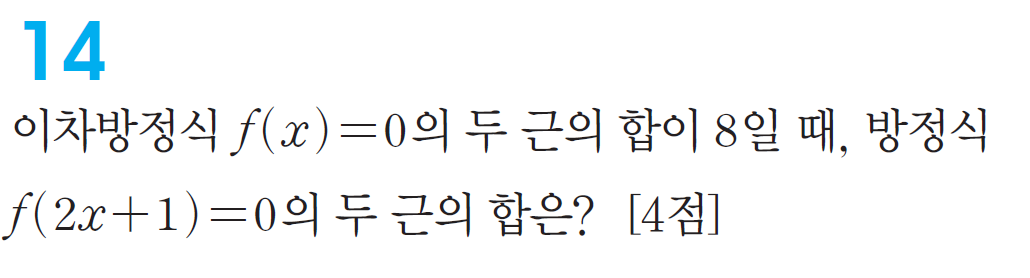 14
이차방정식 f(x)=0의 두 근의 합이 8일 때, 방정식
f(2x+1)=0의 두 근의 합은? [4점]